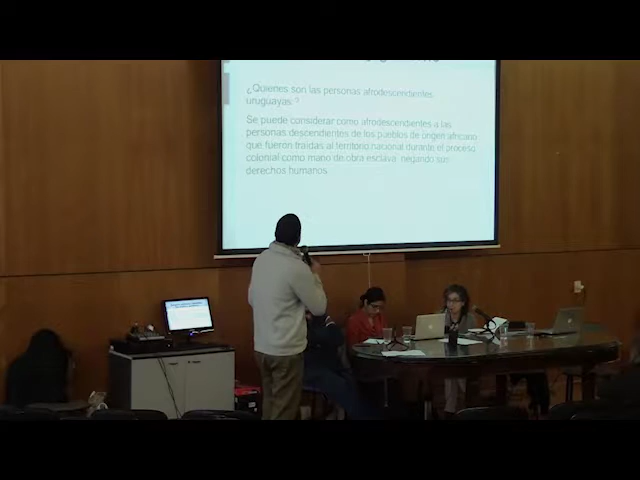 ¿Quienes son las personas afrodescendientes
uruguayas ?
Se puede considerar como afrodescendientes a las
personas descendientes de los pueblos de origen africano
que fueron traídas al territorio nacional durante el proceso
colonial como mano de obra esclava, negando sus
derechos humanos